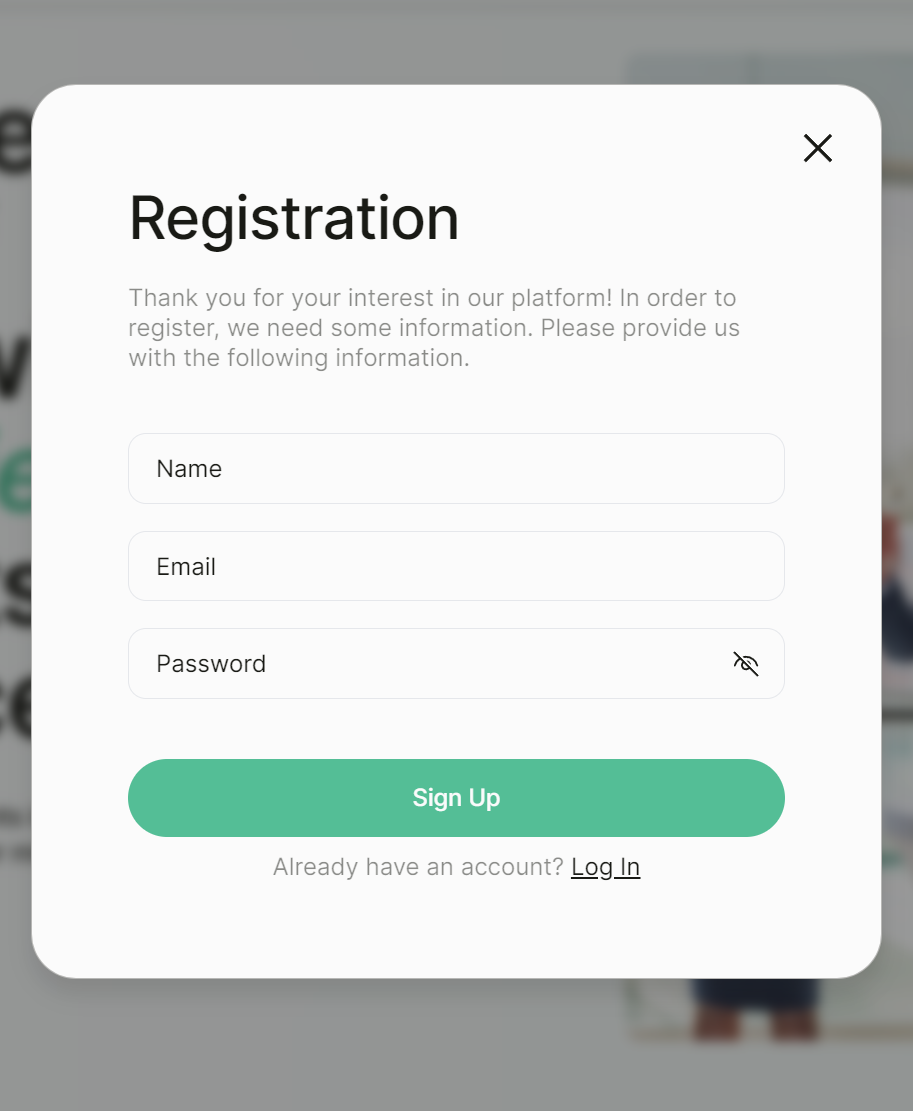 Registration
Thank you for your interest in our platform! In order to
register, we need some information. Please provide us
with the following information.
Name
Email
Password
Sign Up
Already have an account? Log In